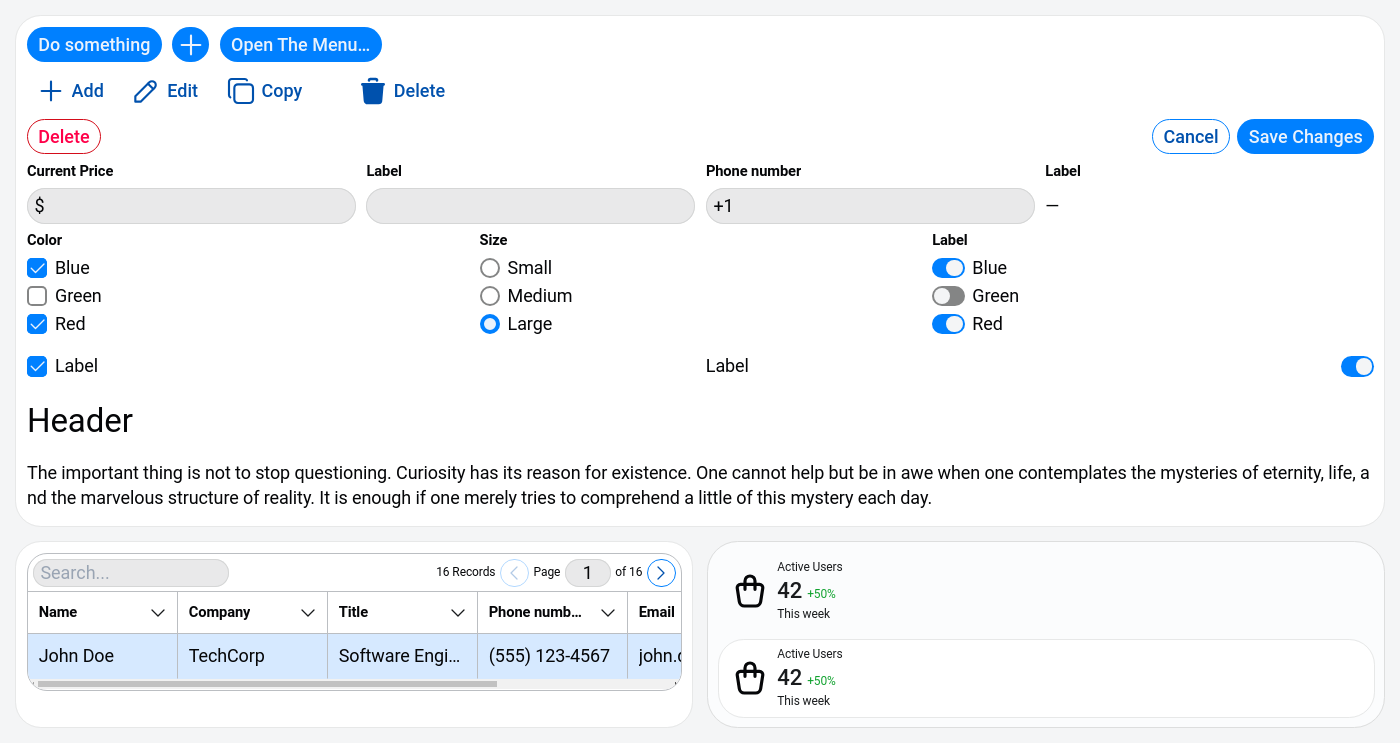 Do something Open The Menu...
Add Edit Copy Delete
Delete Cancel Save Changes
Current Price Label Phone number Label
$ +1 —
Color Size Label
Blue Small Blue
Green Medium Green
Red Large Red
Label Label
Header
The important thing is not to stop questioning. Curiosity has its reason for existence. One cannot help but be in awe when one contemplates the mysteries of eternity, life, a
nd the marvelous structure of reality. It is enough if one merely tries to comprehend a little of this mystery each day.
Search... 16 Records Page 1 of 16
Name Company Title Phone numb... Email
John Doe TechCorp Software Engi... (555) 123-4567 john.
Active Users
42 +50%
This week
Active Users
42 +50%
This week